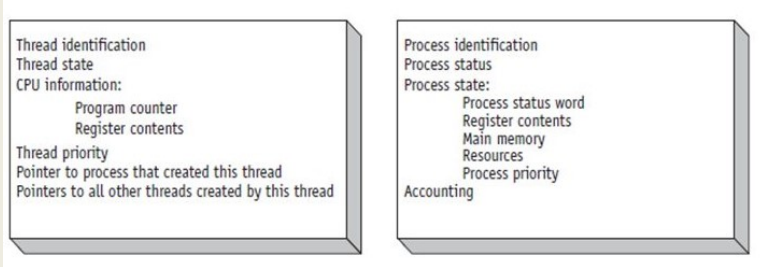 Thread identification
Thread state
CPU information:
Program counter
Register contents
Thread priority
Pointer to process that created this thread
Pointers to all other threads created by this thread
Process identification
Process status
Process state:
Process status word
Register contents
Main memory
Resources
Process priority
Accounting